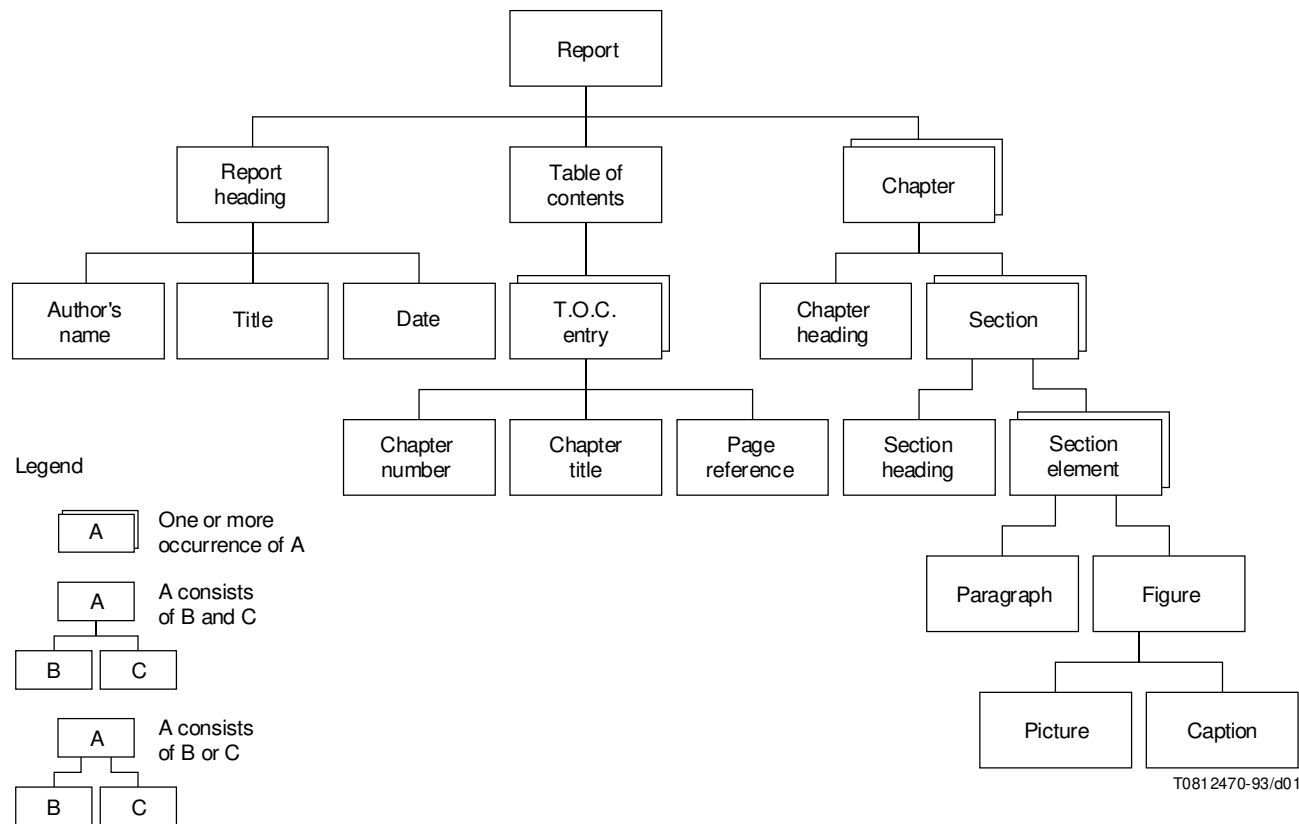 Report
Report
heading
Table of
contents
Chapter
Author's
name
Title
Date
T.O.C.
entry
Chapter
heading
Section
Chapter
number
Chapter
title
Page
reference
Section
heading
Section
element
Paragraph
Figure
Picture
Caption
Legend
A
One or more
occurrence of A
A
A consists
of B and C
B
C
A
A consists
of B or C
B
C
T0812470-93/d01